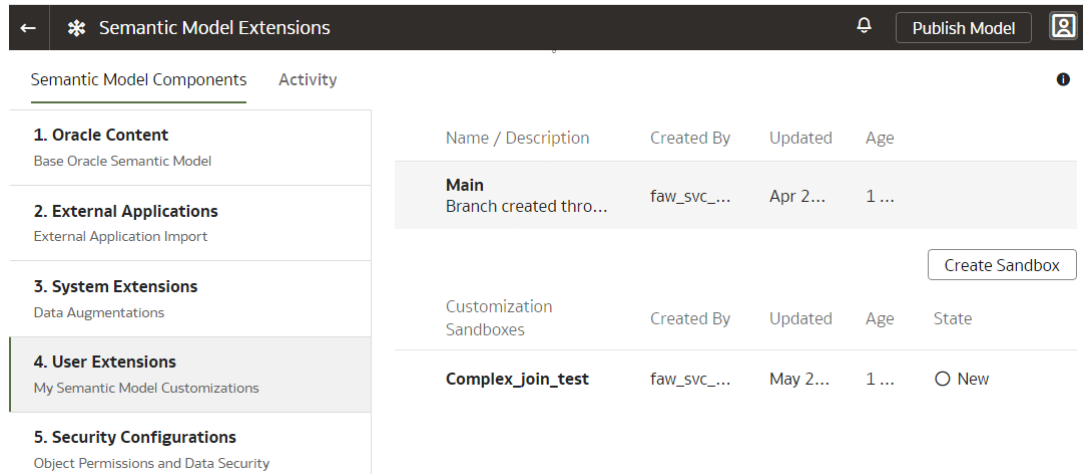 Semantic Model Extensions
Publish Model
Semantic Model Components Activity
1. Oracle Content
Base Oracle Semantic Model
2. External Applications
External Application Import
3. System Extensions
Data Augmentations
4. User Extensions
My Semantic Model Customizations
5. Security Configurations
Object Permissions and Data Security
Name / Description Created By Updated Age
Main
Branch created thro... faw_svc_... Apr 2... 1 ...
Create Sandbox
Customization
Sandboxes Created By Updated Age State
Complex_join_test faw_svc_... May 2... 1 ... New